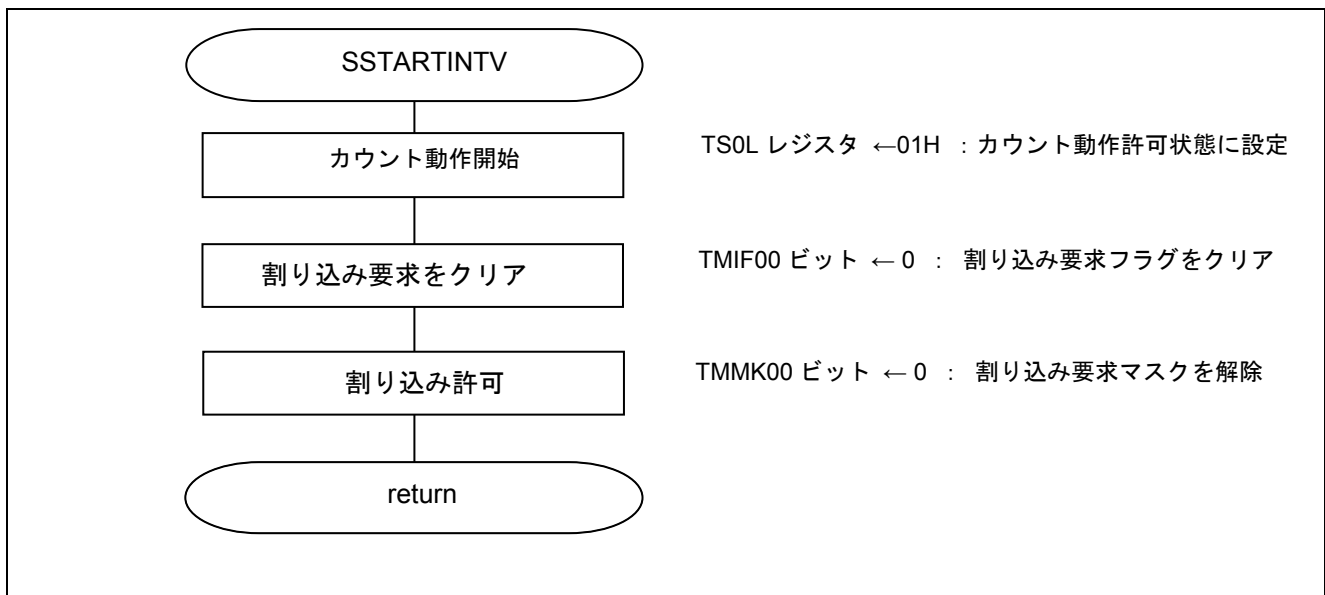 SSTARTINTV
カウント動作開始
TS0L レジスタ ←01H : カウント動作許可状態に設定
割り込み要求をクリア
TMIF00 ビット ← 0 : 割り込み要求フラグをクリア
割り込み許可
TMMK00 ビット ← 0 : 割り込み要求マスクを解除
return